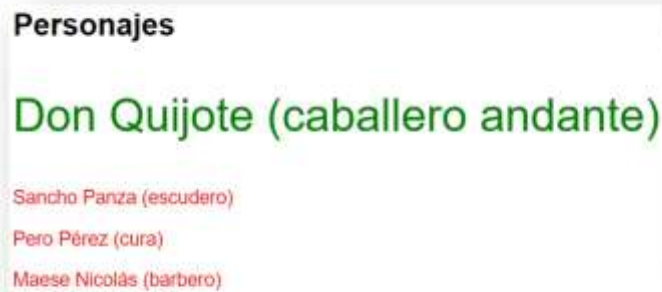 Personajes
Don Quijote (caballero andante)
Sancho Panza (escudero)
Pero Pérez (cura)
Maese Nicolás (barbero)